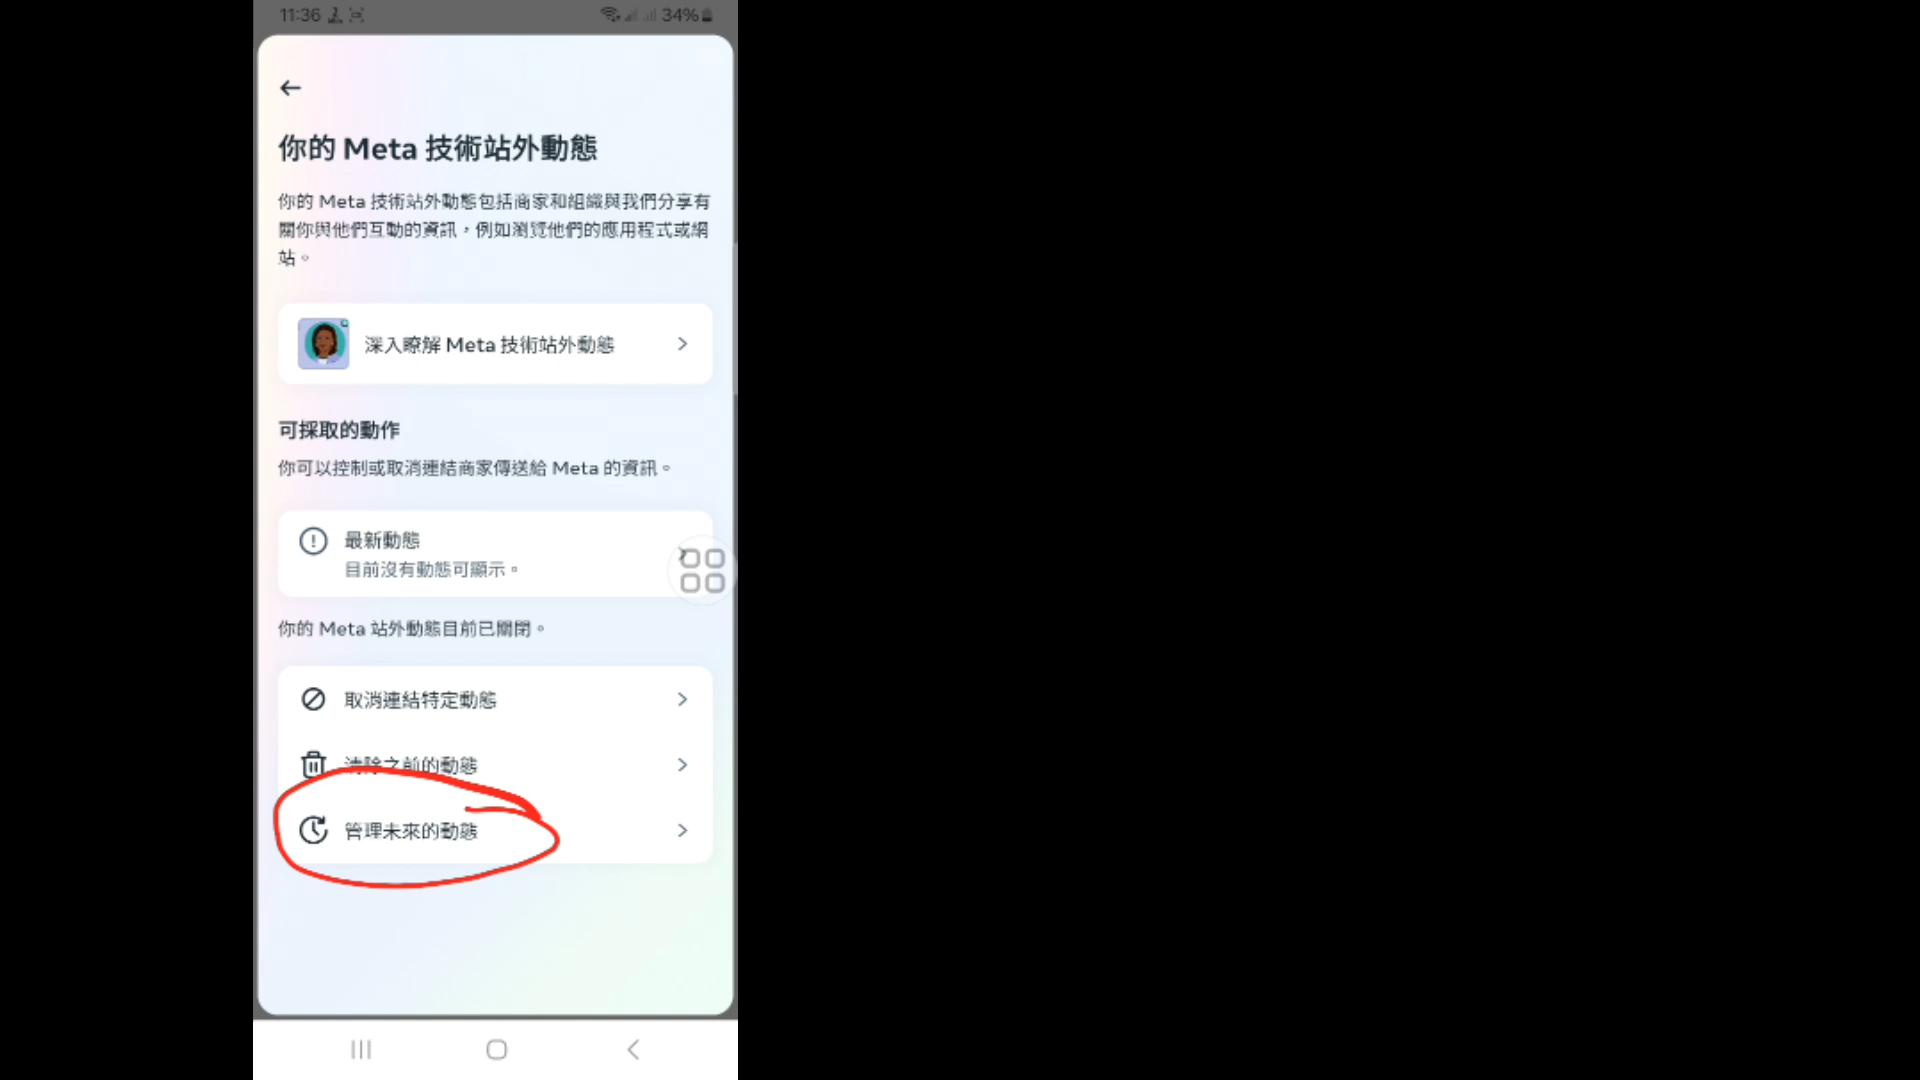 11:36
34%
你的 Meta 技術站外動態
你的 Meta 技術站外動態包括商家和組織與我們分享有
關你與他們互動的資訊，例如瀏覽他們的應用程式或網
站。
深入瞭解 Meta 技術站外動態
可採取的動作
你可以控制或取消連結商家傳送給 Meta 的資訊。
最新動態
目前沒有動態可顯示。
你的 Meta 站外動態目前已關閉。
取消連結特定動態
清除之前的動態
管理未來的動態